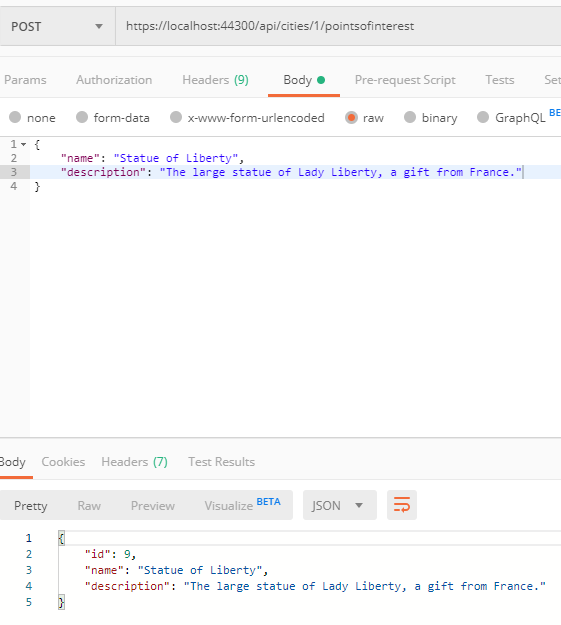 POST https://localhost:44300/api/cities/1/pointsofinterest
Params Authorization Headers (9) Body Pre-request Script Tests Set
none form-data x-www-form-urlencoded raw binary GraphQL BE
1 {
2 "name": "Statue of Liberty",
3 "description": "The large statue of Lady Liberty, a gift from France."
4 }
Body Cookies Headers (7) Test Results
Pretty Raw Preview Visualize BETA JSON
1 {
2 "id": 9,
3 "name": "Statue of Liberty",
4 "description": "The large statue of Lady Liberty, a gift from France."
5 }